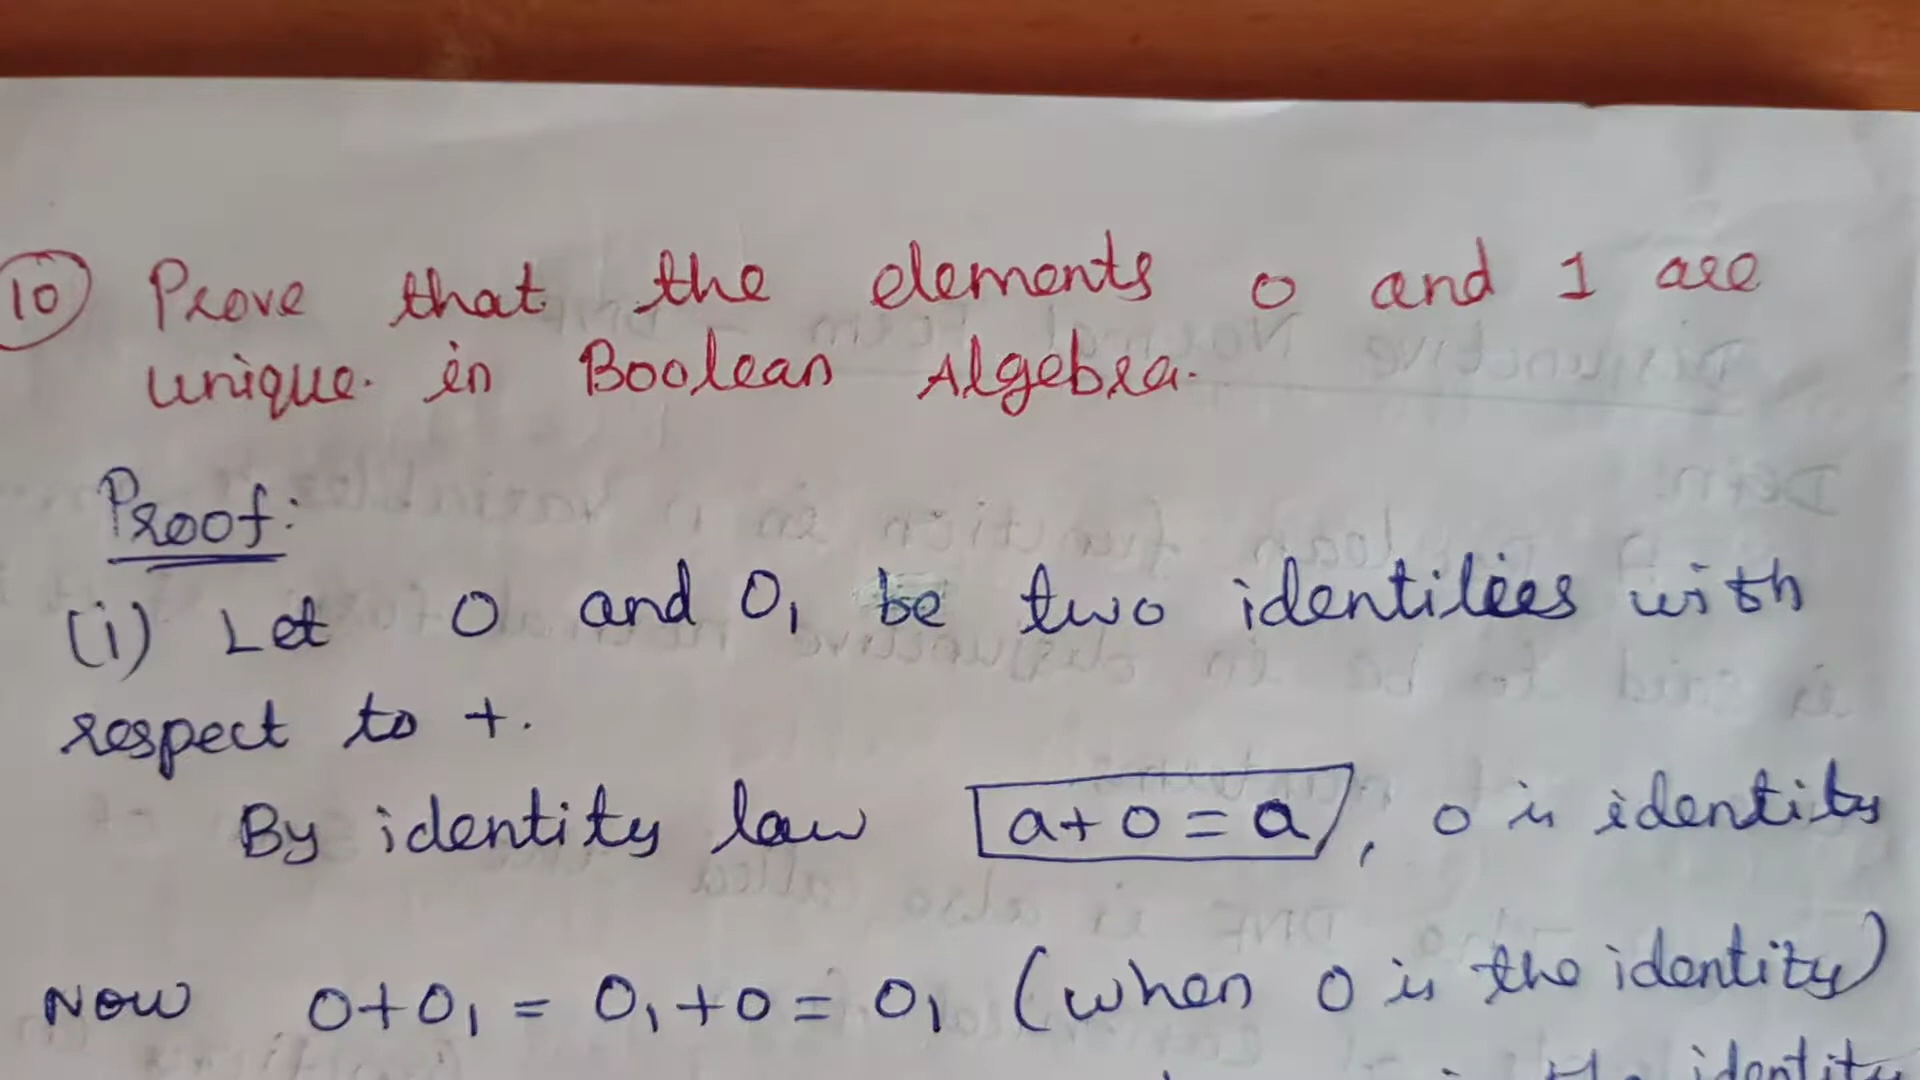 10 Prove that the elements 0 and 1 are
unique. in Boolean Algebra.
Proof:
(i) Let 0 and 0₁ be two identities with
respect to +.
By identity law a+0=a, 0 is identity
Now 0+0₁ = 0₁+0 = 0₁ (when 0 is the identity)
the identity